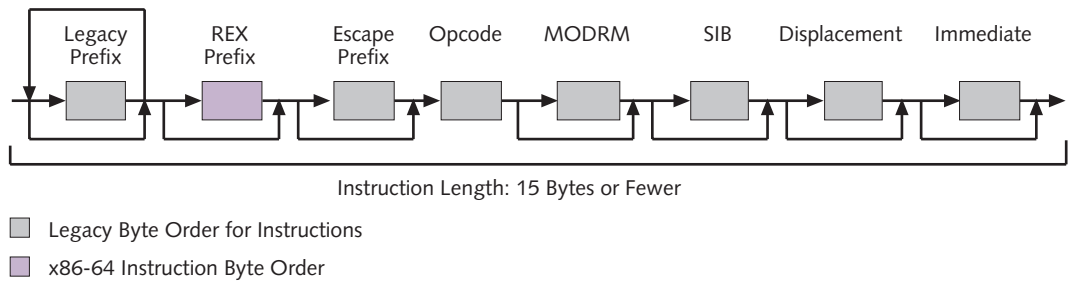 Legacy
Prefix
REX
Prefix
Escape
Prefix
Opcode
MODRM
SIB
Displacement
Immediate
Instruction Length: 15 Bytes or Fewer
Legacy Byte Order for Instructions
x86-64 Instruction Byte Order